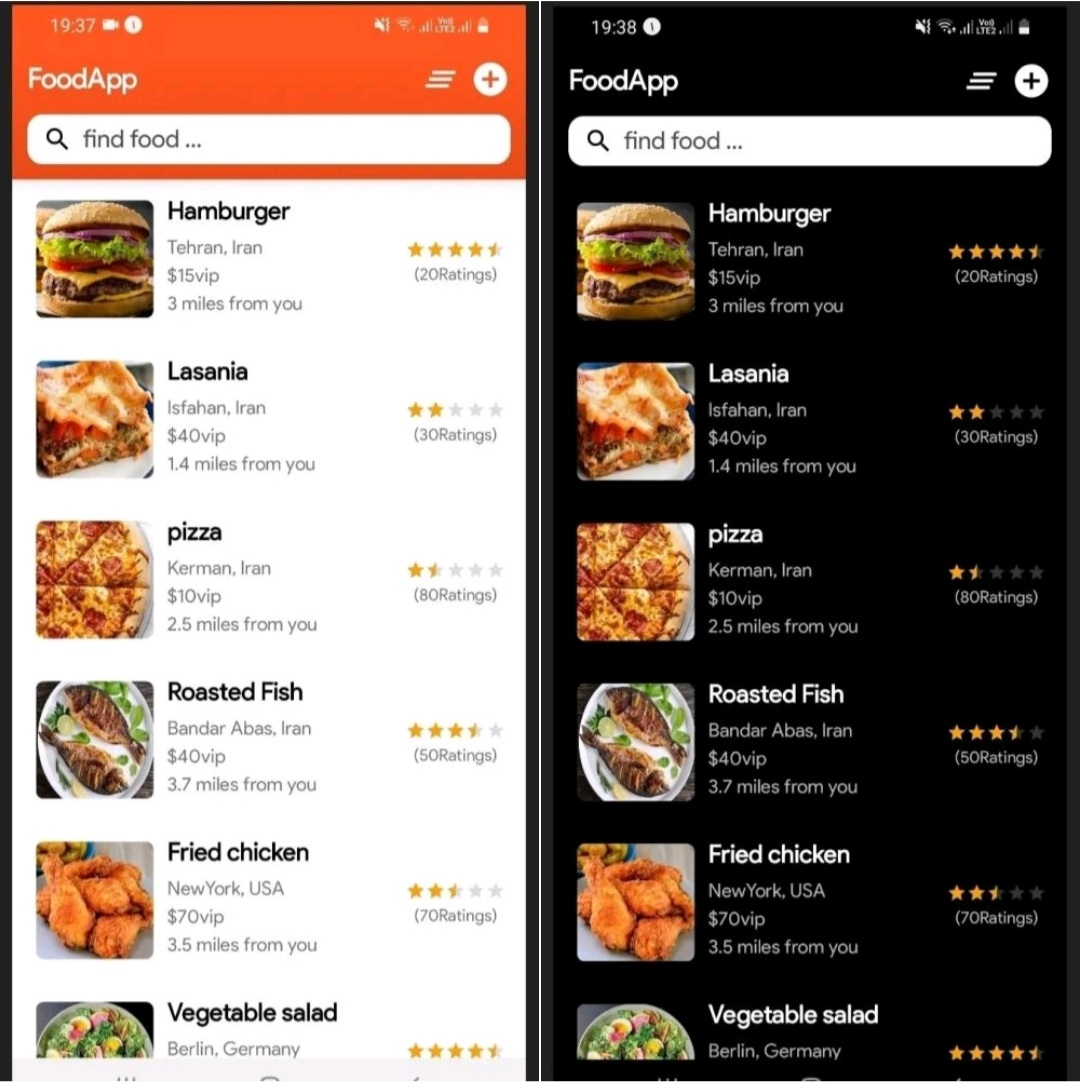 19:37
VoD LTE2
FoodApp
find food ...
Hamburger
Tehran, Iran
$15vip
(20Ratings)
3 miles from you
Lasania
Isfahan, Iran
$40vip
(30Ratings)
1.4 miles from you
pizza
Kerman, Iran
$10vip
(80Ratings)
2.5 miles from you
Roasted Fish
Bandar Abas, Iran
$40vip
(50Ratings)
3.7 miles from you
Fried chicken
NewYork, USA
$70vip
(70Ratings)
3.5 miles from you
Vegetable salad
Berlin, Germany
19:38
Vo) LTE2
FoodApp
find food ...
Hamburger
Tehran, Iran
$15vip
(20Ratings)
3 miles from you
Lasania
Isfahan, Iran
$40vip
(30Ratings)
1.4 miles from you
pizza
Kerman, Iran
$10vip
(80Ratings)
2.5 miles from you
Roasted Fish
Bandar Abas, Iran
$40vip
(50Ratings)
3.7 miles from you
Fried chicken
NewYork, USA
$70vip
(70Ratings)
3.5 miles from you
Vegetable salad
Berlin, Germany